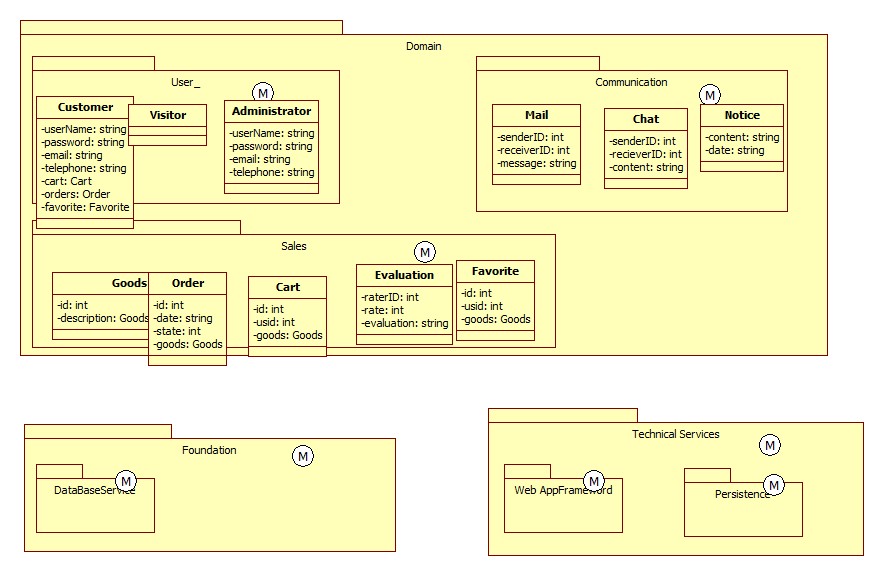 Domain
User_
M
Customer
-userName: string
-password: string
-email: string
-telephone: string
-cart: Cart
-orders: Order
-favorite: Favorite
Visitor
Administrator
-userName: string
-password: string
-email: string
-telephone: string
Communication
M
Mail
-senderID: int
-receiverID: int
-message: string
Chat
-senderID: int
-recieverID: int
-content: string
Notice
-content: string
-date: string
Sales
M
Goods
-id: int
-description: Goods
Order
-id: int
-date: string
-state: int
-goods: Goods
Cart
-id: int
-usid: int
-goods: Goods
Evaluation
-raterID: int
-rate: int
-evaluation: string
Favorite
-id: int
-usid: int
-goods: Goods
Foundation
M
M
DataBaseService
Technical Services
M
M
Web AppFrameword
M
Persistence